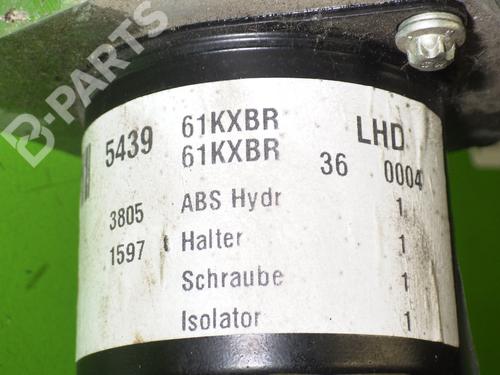 B-PARTS
5439 61KXBR LHD
61KXBR 36 0004
3805 ABS Hydr 1
1597 Halter 1
Schraube 1
Isolator 1